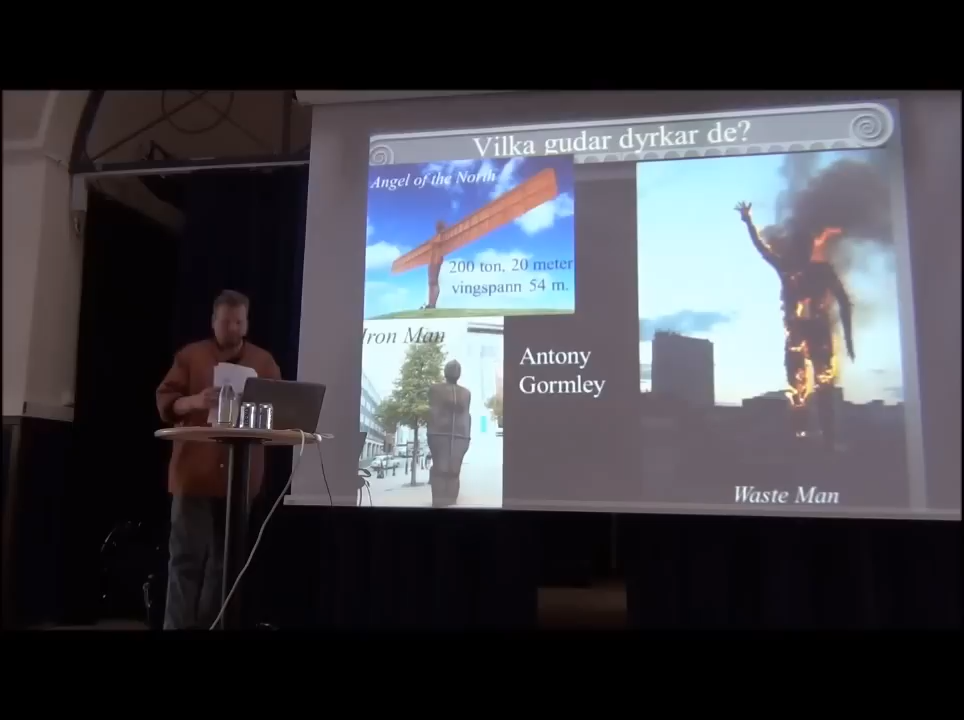 Vilka gudar dyrkar de?
Angel of the North
200 ton, 20 meter
vingspann 54 m.
Iron Man
Antony
Gormley
Waste Man